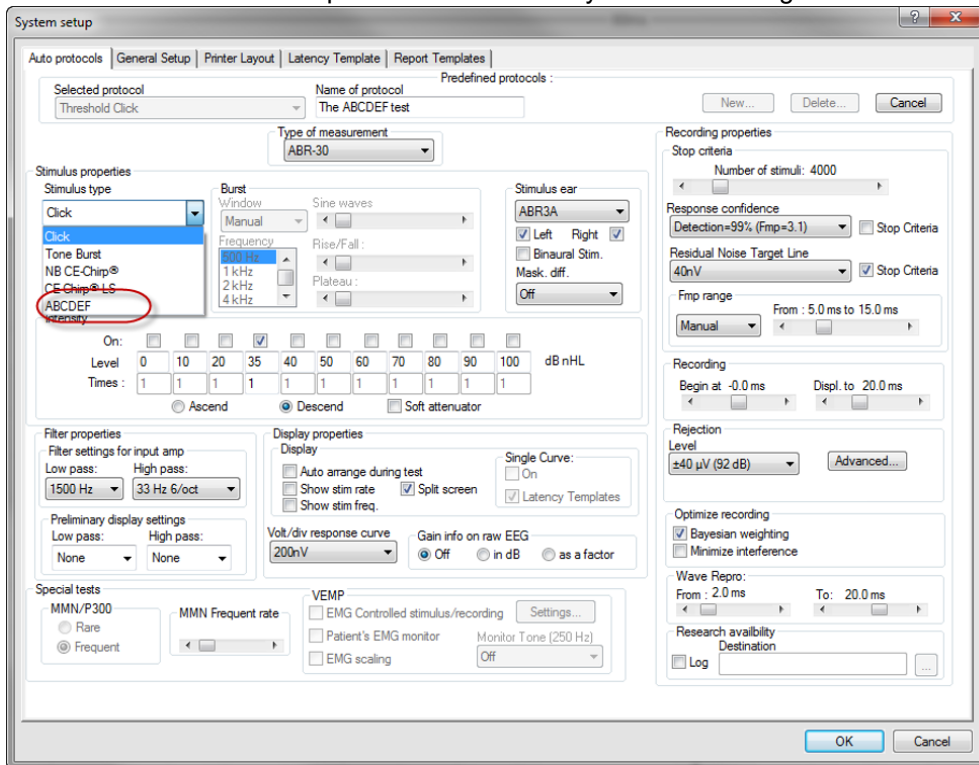 System setup
Auto protocols General Setup Printer Layout Latency Template Report Templates
Predefined protocols :
Selected protocol
Threshold Click
Name of protocol
The ABCDEF test
New... Delete... Cancel
Type of measurement
ABR-30
Stimulus properties
Stimulus type
Click
Click
Tone Burst
NB CE-Chirp®
CE-Chirp® LS
ABCDEF
Burst
Window
Manual
Sine waves
Frequency
500 Hz
1 kHz
2 kHz
4 kHz
Rise/Fall :
Plateau :
Stimulus ear
ABR3A
Left Right
Binaural Stim.
Mask. diff.
Off
Intensity
On:
Level 0 10 20 35 40 50 60 70 80 90 100 dB nHL
Times : 1 1 1 1 1 1 1 1 1 1 1
Ascend Descend Soft attenuator
Filter properties
Filter settings for input amp
Low pass: High pass:
1500 Hz 33 Hz 6/oct
Preliminary display settings
Low pass: High pass:
None None
Display properties
Display
Auto arrange during test
Show stim rate Split screen
Show stim freq.
Single Curve:
On
Latency Templates
Volt/div response curve
200nV
Gain info on raw EEG
Off in dB as a factor
Special tests
MMN/P300
Rare
Frequent
MMN Frequent rate
VEMP
EMG Controlled stimulus/recording Settings...
Patient's EMG monitor Monitor Tone (250 Hz)
EMG scaling Off
Recording properties
Stop criteria
Number of stimuli: 4000
Response confidence
Detection=99% (Fmp=3.1) Stop Criteria
Residual Noise Target Line
40nV Stop Criteria
Fmp range
From : 5.0 ms to 15.0 ms
Manual
Recording
Begin at -0.0 ms Displ. to 20.0 ms
Rejection
Level
±40 µV (92 dB) Advanced...
Optimize recording
Bayesian weighting
Minimize interference
Wave Repro:
From : 2.0 ms To: 20.0 ms
Research availbility
Destination
Log ...
OK Cancel